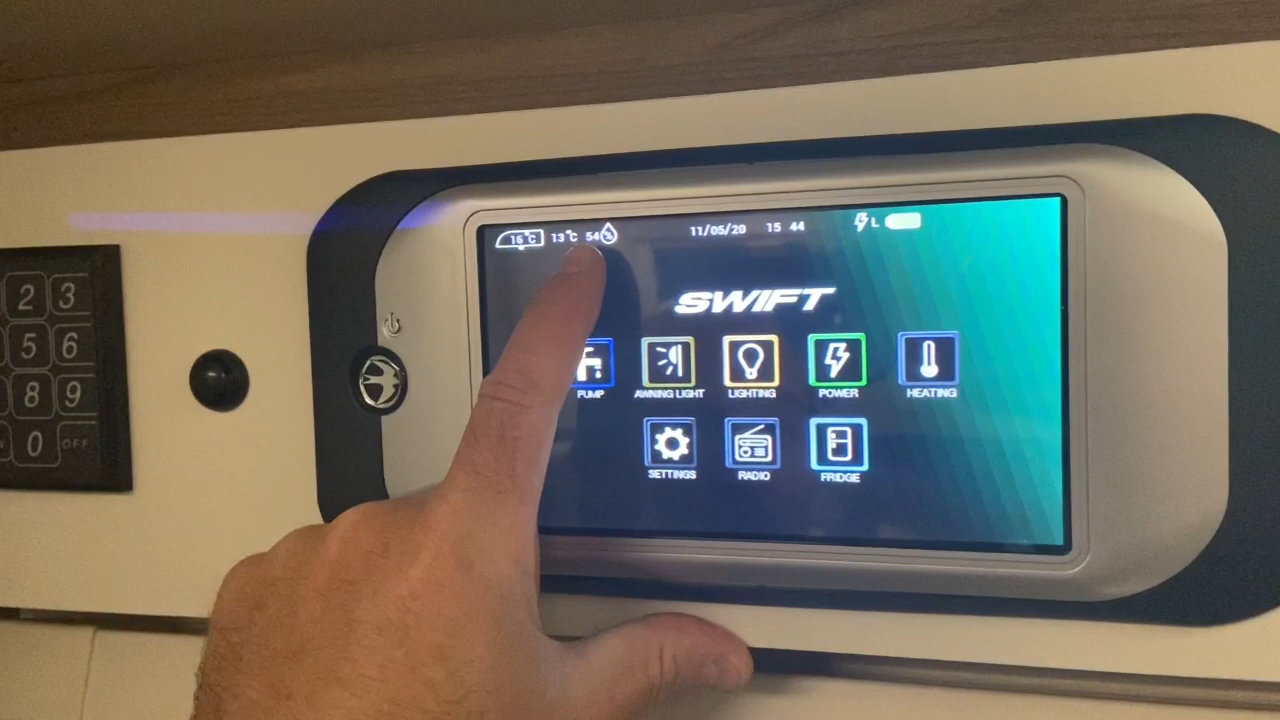 16°C 13°C 54% 11/05/20 15 44 L
SWIFT
PUMP AWNING LIGHT LIGHTING POWER HEATING
SETTINGS RADIO FRIDGE
2 3
5 6
8 9
0 OFF